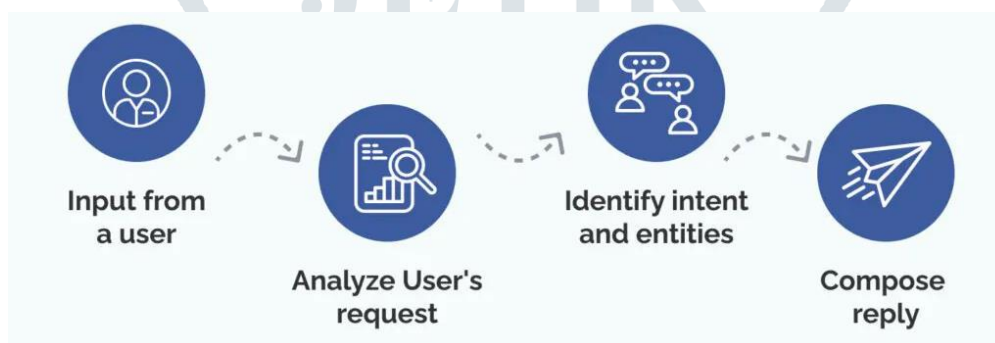 Input from
a user
Analyze User's
request
Identify intent
and entities
Compose
reply